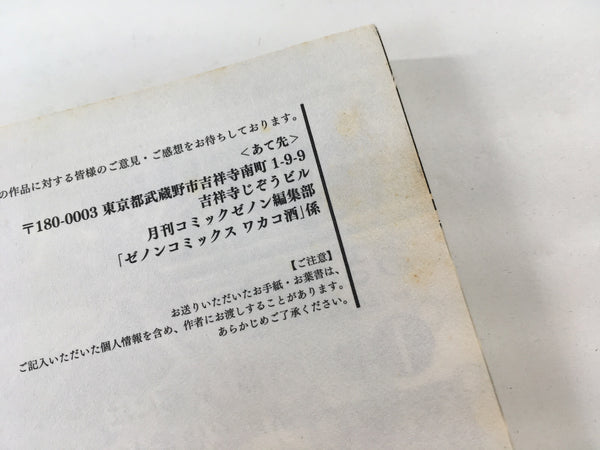 の作品に対する皆様のご意見・ご感想をお待ちしております。
＜あて先＞
〒180-0003 東京都武蔵野市吉祥寺南町 1-9-9
吉祥寺じぞうビル
月刊コミックゼノン編集部
「ゼノンコミックス ワカコ酒」係
【ご注意】
お送りいただいたお手紙・お葉書は、
ご記入いただいた個人情報を含め、作者にお渡しすることがあります。
あらかじめご了承ください。